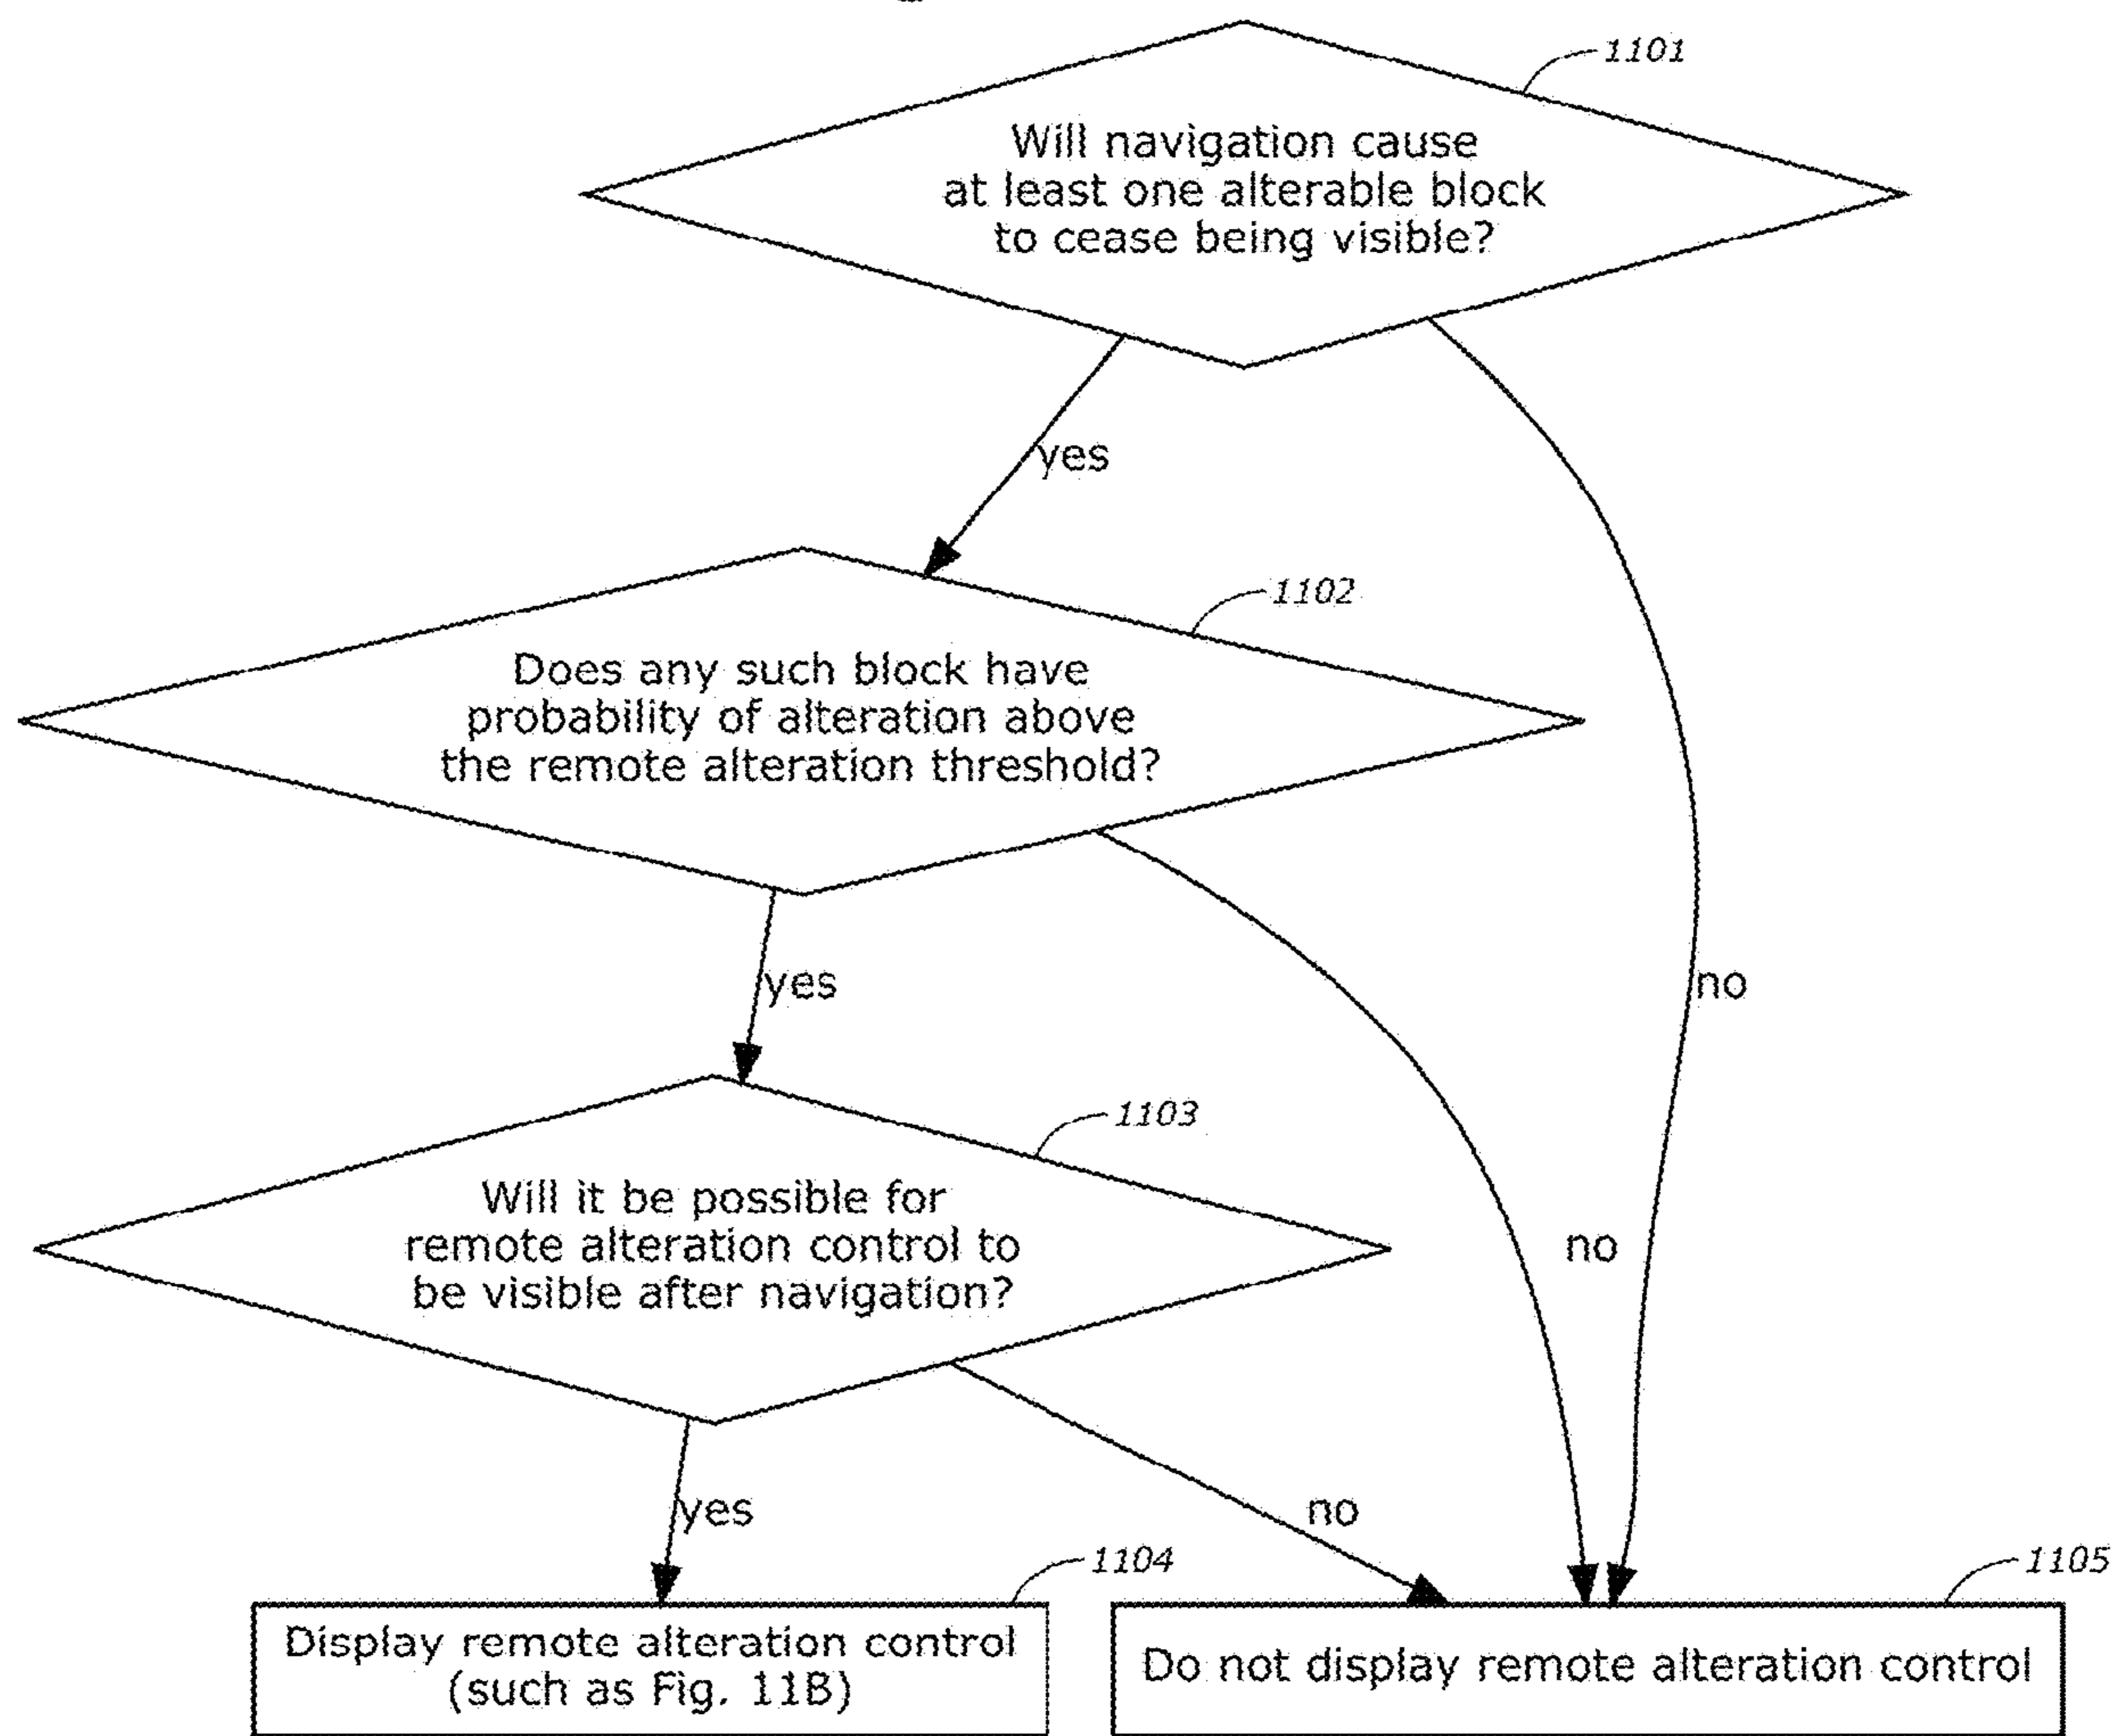 1101
Will navigation cause
at least one alterable block
to cease being visible?
yes
1102
Does any such block have
probability of alteration above
the remote alteration threshold?
yes
no
1103
Will it be possible for
remote alteration control to
be visible after navigation?
no
yes
no
1104
1105
Display remote alteration control
(such as Fig. 11B)
Do not display remote alteration control